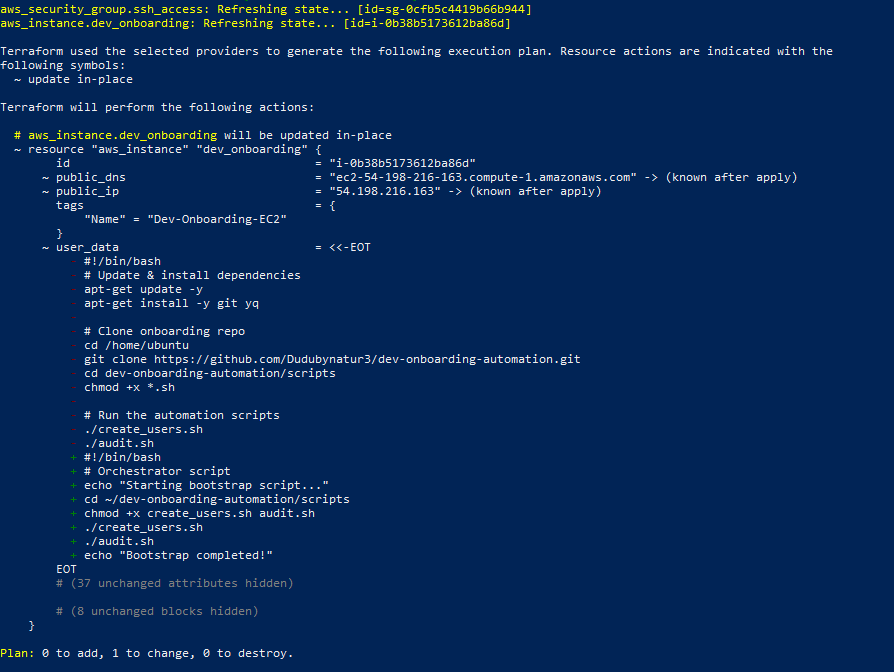 aws_security_group.ssh_access: Refreshing state... [id=sg-0cfb5c4419b66b944]
aws_instance.dev_onboarding: Refreshing state... [id=i-0b38b5173612ba86d]

Terraform used the selected providers to generate the following execution plan. Resource actions are indicated with the
following symbols:
  ~ update in-place

Terraform will perform the following actions:

  # aws_instance.dev_onboarding will be updated in-place
  ~ resource "aws_instance" "dev_onboarding" {
        id                                   = "i-0b38b5173612ba86d"
      ~ public_dns                           = "ec2-54-198-216-163.compute-1.amazonaws.com" -> (known after apply)
      ~ public_ip                            = "54.198.216.163" -> (known after apply)
        tags                                 = {
            "Name" = "Dev-Onboarding-EC2"
        }
      ~ user_data                            = <<-EOT
          - #!/bin/bash
          - # Update & install dependencies
          - apt-get update -y
          - apt-get install -y git yq
          -
          - # Clone onboarding repo
          - cd /home/ubuntu
          - git clone https://github.com/Dudubynatur3/dev-onboarding-automation.git
          - cd dev-onboarding-automation/scripts
          - chmod +x *.sh
          -
          - # Run the automation scripts
          - ./create_users.sh
          - ./audit.sh
          + #!/bin/bash
          + # Orchestrator script
          + echo "Starting bootstrap script..."
          + cd ~/dev-onboarding-automation/scripts
          + chmod +x create_users.sh audit.sh
          + ./create_users.sh
          + ./audit.sh
          + echo "Bootstrap completed!"
        EOT
        # (37 unchanged attributes hidden)

        # (8 unchanged blocks hidden)
    }

Plan: 0 to add, 1 to change, 0 to destroy.